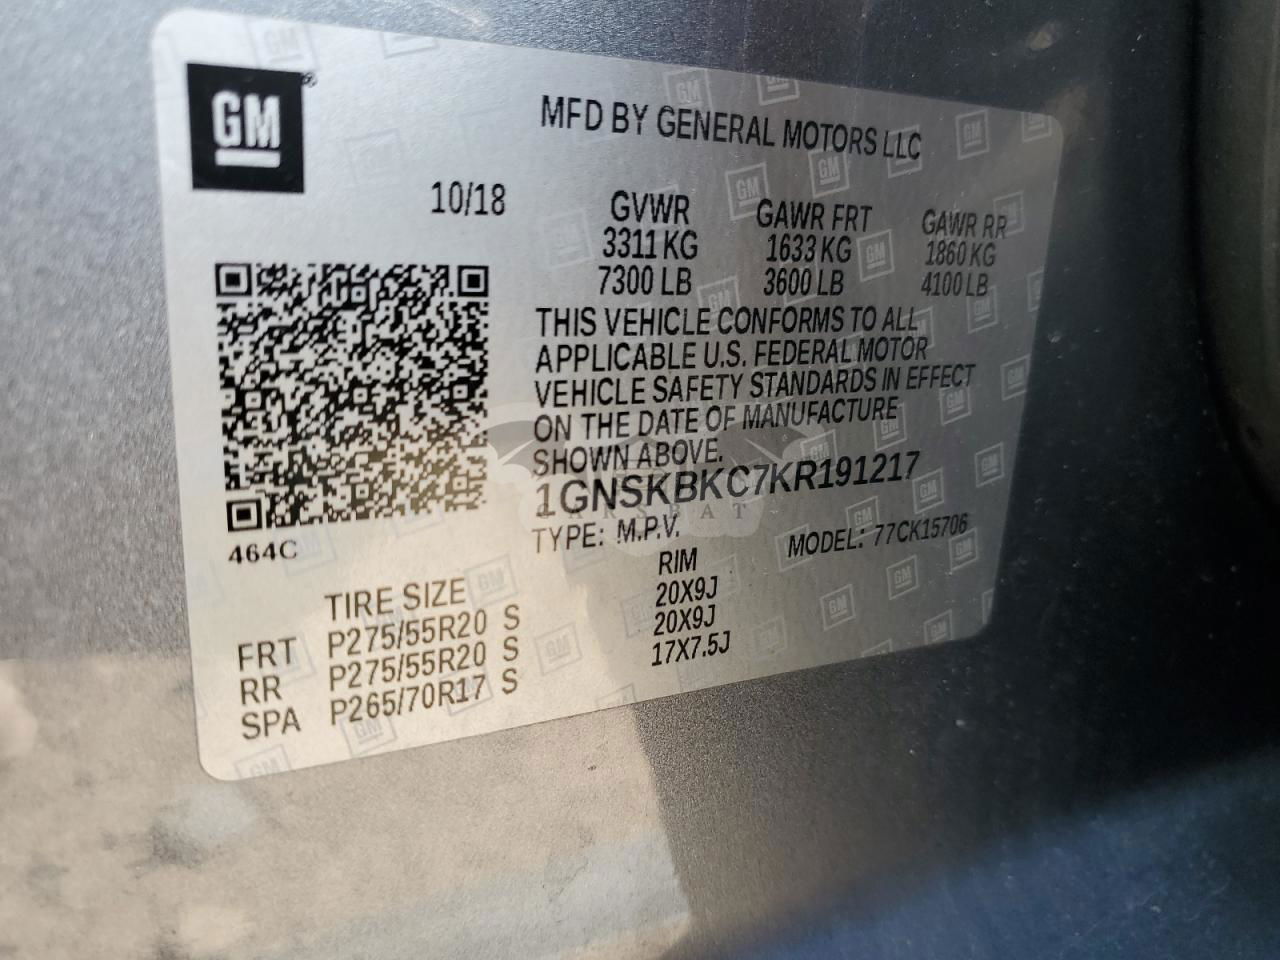 GM
MFD BY GENERAL MOTORS LLC
10/18
GVWR GAWR FRT GAWR RR
3311 KG 1633 KG 1860 KG
7300 LB 3600 LB 4100 LB
THIS VEHICLE CONFORMS TO ALL
APPLICABLE U.S. FEDERAL MOTOR
VEHICLE SAFETY STANDARDS IN EFFECT
ON THE DATE OF MANUFACTURE
SHOWN ABOVE.
1GNSKBKC7KR191217
TYPE: M.P.V. MODEL: 77CK15706
464C
TIRE SIZE RIM
FRT P275/55R20 S 20X9J
RR P275/55R20 S 20X9J
SPA P265/70R17 S 17X7.5J